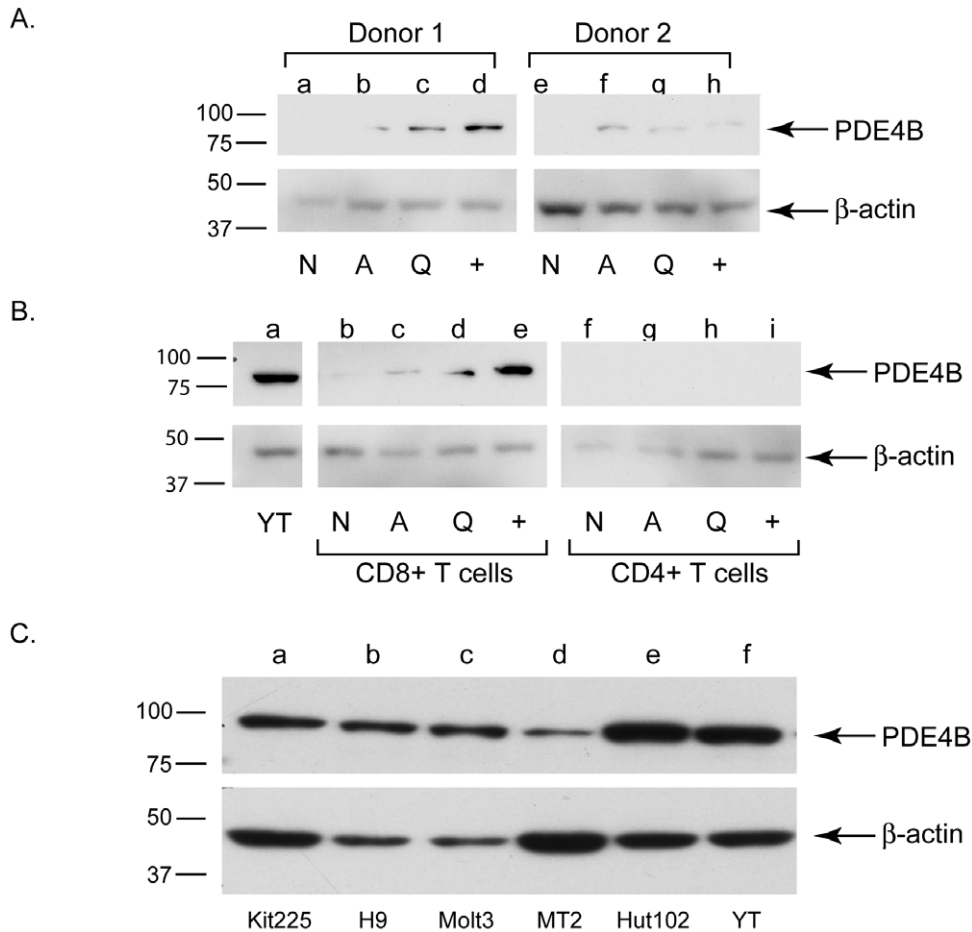 A.
Donor 1 Donor 2
a b c d e f g h
100
75
PDE4B
50
37
β-actin
N A Q + N A Q +
B.
a b c d e f g h i
100
75
PDE4B
50
37
β-actin
YT N A Q + N A Q +
CD8+ T cells CD4+ T cells
C.
a b c d e f
100
75
PDE4B
50
37
β-actin
Kit225 H9 Molt3 MT2 Hut102 YT